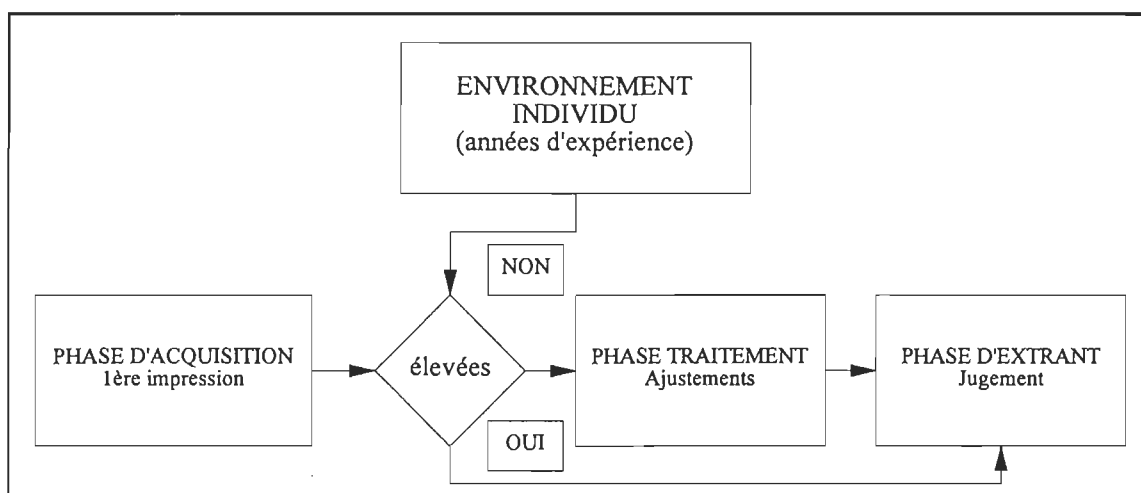 ENVIRONNEMENT
INDIVIDU
(années d'expérience)
NON
PHASE D'ACQUISITION
1ère impression
élevées
PHASE TRAITEMENT
Ajustements
PHASE D'EXTRANT
Jugement
OUI